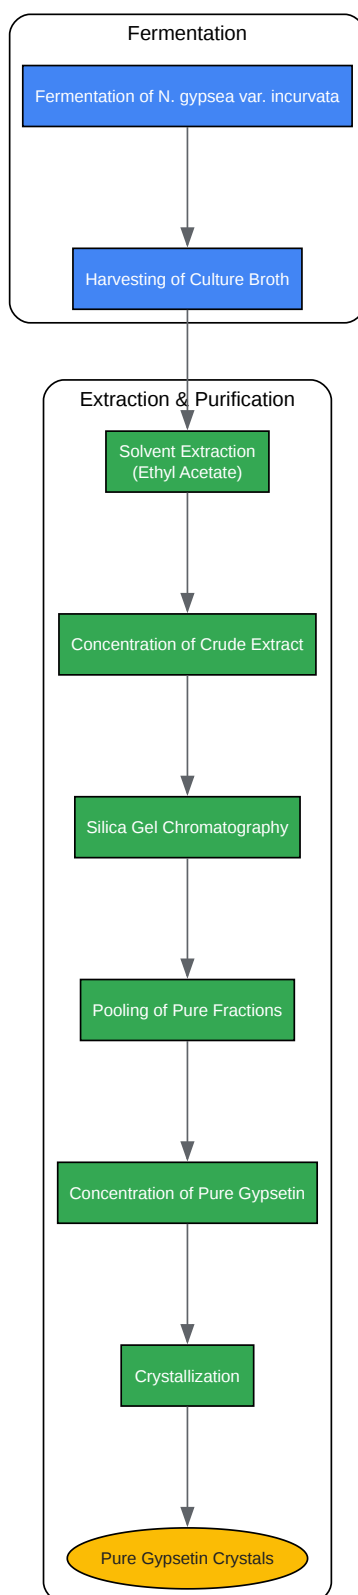 Fermentation
Fermentation of N. gypsea var. incurvata
Harvesting of Culture Broth
Extraction & Purification
Solvent Extraction
(Ethyl Acetate)
Concentration of Crude Extract
Silica Gel Chromatography
Pooling of Pure Fractions
Concentration of Pure Gypsetin
Crystallization
Pure Gypsetin Crystals